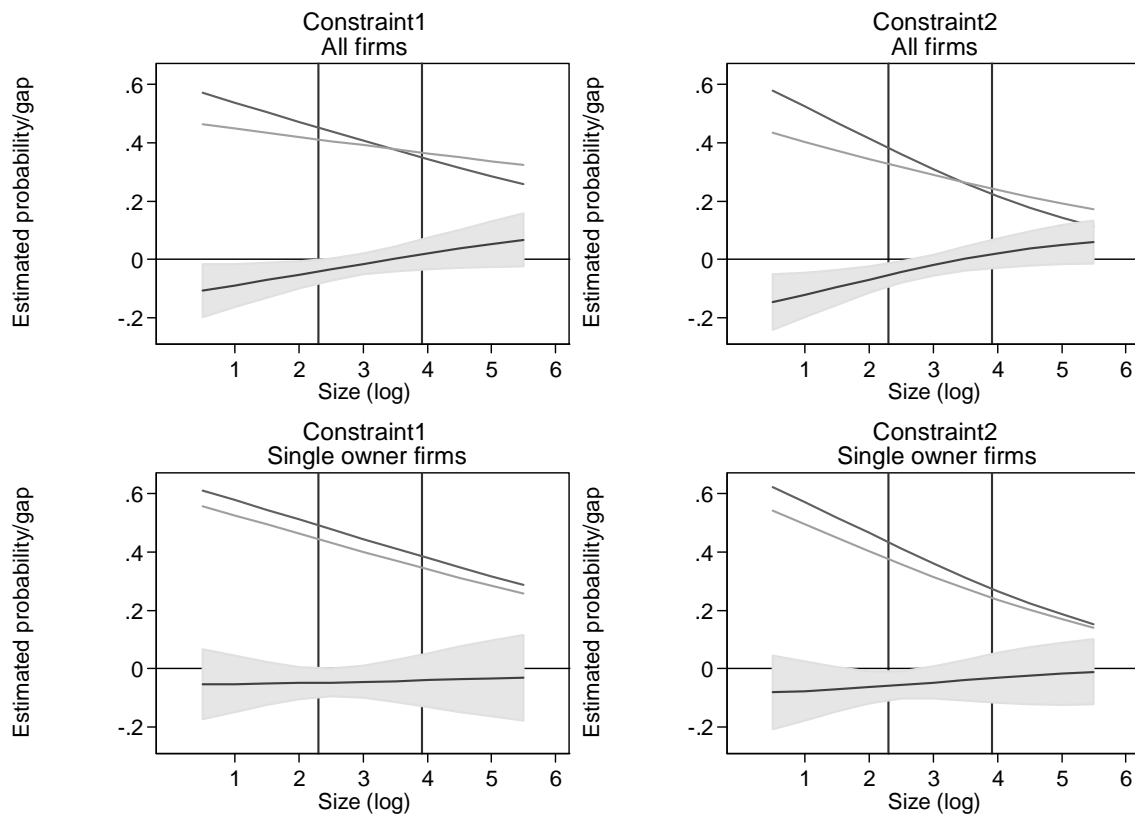 Constraint1
All firms
Estimated probability/gap
.6
.4
.2
0
-.2
1 2 3 4 5 6
Size (log)
Constraint2
All firms
Estimated probability/gap
.6
.4
.2
0
-.2
1 2 3 4 5 6
Size (log)
Constraint1
Single owner firms
Estimated probability/gap
.6
.4
.2
0
-.2
1 2 3 4 5 6
Size (log)
Constraint2
Single owner firms
Estimated probability/gap
.6
.4
.2
0
-.2
1 2 3 4 5 6
Size (log)